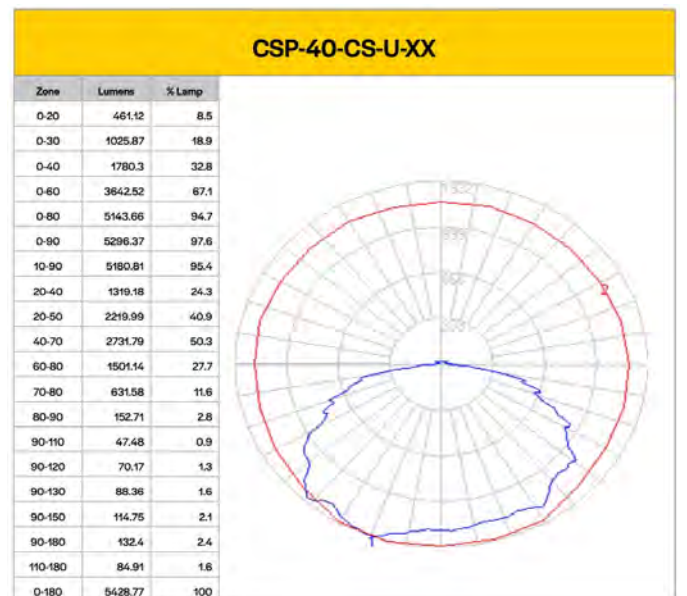 CSP-40-CS-U-XX
Zone Lumens % Lamp
0-20 461.12 8.5
0-30 1025.87 18.9
0-40 1780.3 32.8
0-60 3642.52 67.1
0-80 5143.66 94.7
0-90 5296.37 97.6
10-90 5180.81 95.4
20-40 1319.18 24.3
20-50 2219.99 40.9
40-70 2731.79 50.3
60-80 1501.14 27.7
70-80 631.58 11.6
80-90 152.71 2.8
90-110 47.48 0.9
90-120 70.17 1.3
90-130 88.36 1.6
90-150 114.75 2.1
90-180 132.4 2.4
110-180 84.91 1.6
0-180 5428.77 100
2
1